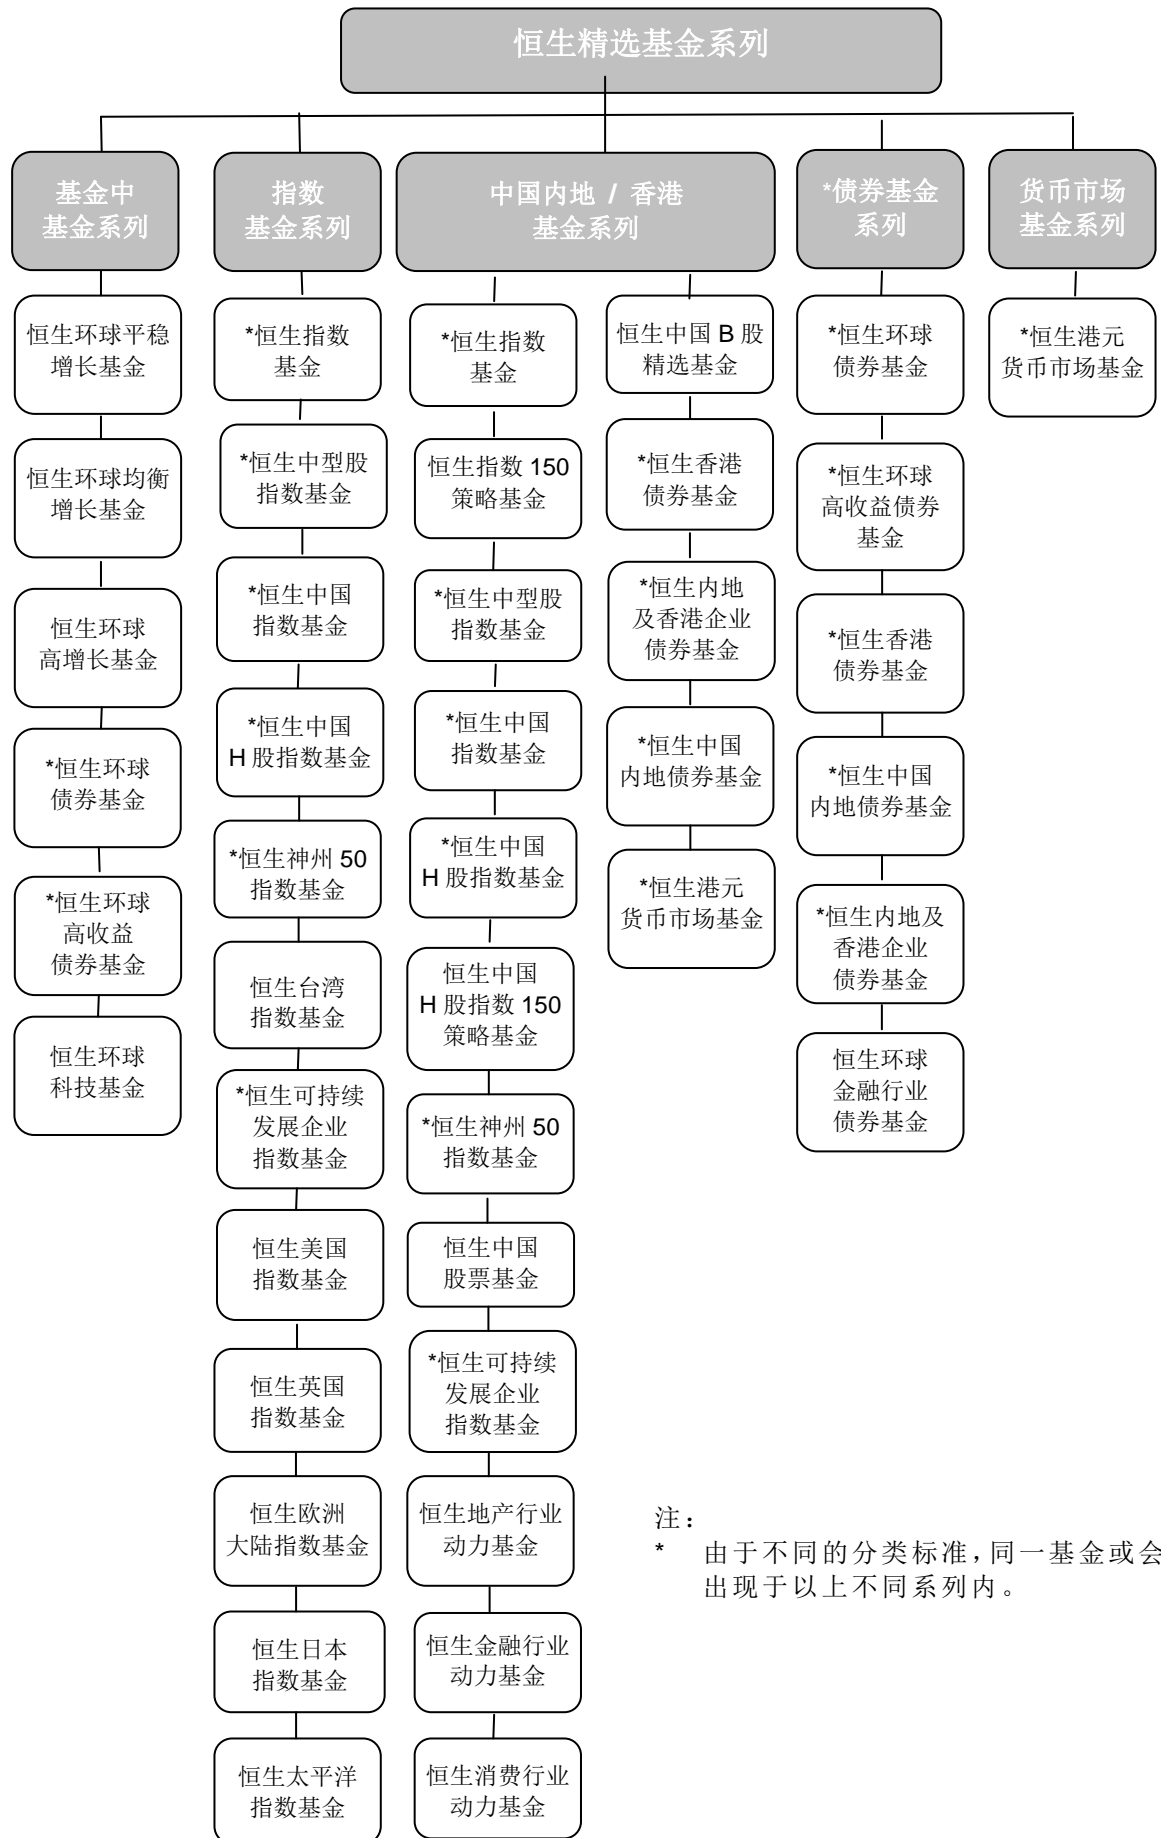 恒生精选基金系列
基金中
基金系列
指数
基金系列
中国内地 / 香港
基金系列
*债券基金
系列
货币市场
基金系列
恒生环球平稳
增长基金
恒生环球均衡
增长基金
恒生环球
高增长基金
*恒生环球
债券基金
*恒生环球
高收益
债券基金
恒生环球
科技基金
*恒生指数
基金
*恒生中型股
指数基金
*恒生中国
指数基金
*恒生中国
H 股指数基金
*恒生神州 50
指数基金
恒生台湾
指数基金
*恒生可持续
发展企业
指数基金
恒生美国
指数基金
恒生英国
指数基金
恒生欧洲
大陆指数基金
恒生日本
指数基金
恒生太平洋
指数基金
*恒生指数
基金
恒生指数 150
策略基金
*恒生中型股
指数基金
*恒生中国
指数基金
*恒生中国
H 股指数基金
恒生中国
H 股指数 150
策略基金
*恒生神州 50
指数基金
恒生中国
股票基金
*恒生可持续
发展企业
指数基金
恒生地产行业
动力基金
恒生金融行业
动力基金
恒生消费行业
动力基金
恒生中国 B 股
精选基金
*恒生香港
债券基金
*恒生内地
及香港企业
债券基金
*恒生中国
内地债券基金
*恒生港元
货币市场基金
*恒生环球
债券基金
*恒生环球
高收益债券
基金
*恒生香港
债券基金
*恒生中国
内地债券基金
*恒生内地及
香港企业
债券基金
恒生环球
金融行业
债券基金
*恒生港元
货币市场基金
注：
* 由于不同的分类标准，同一基金或会
出现于以上不同系列内。